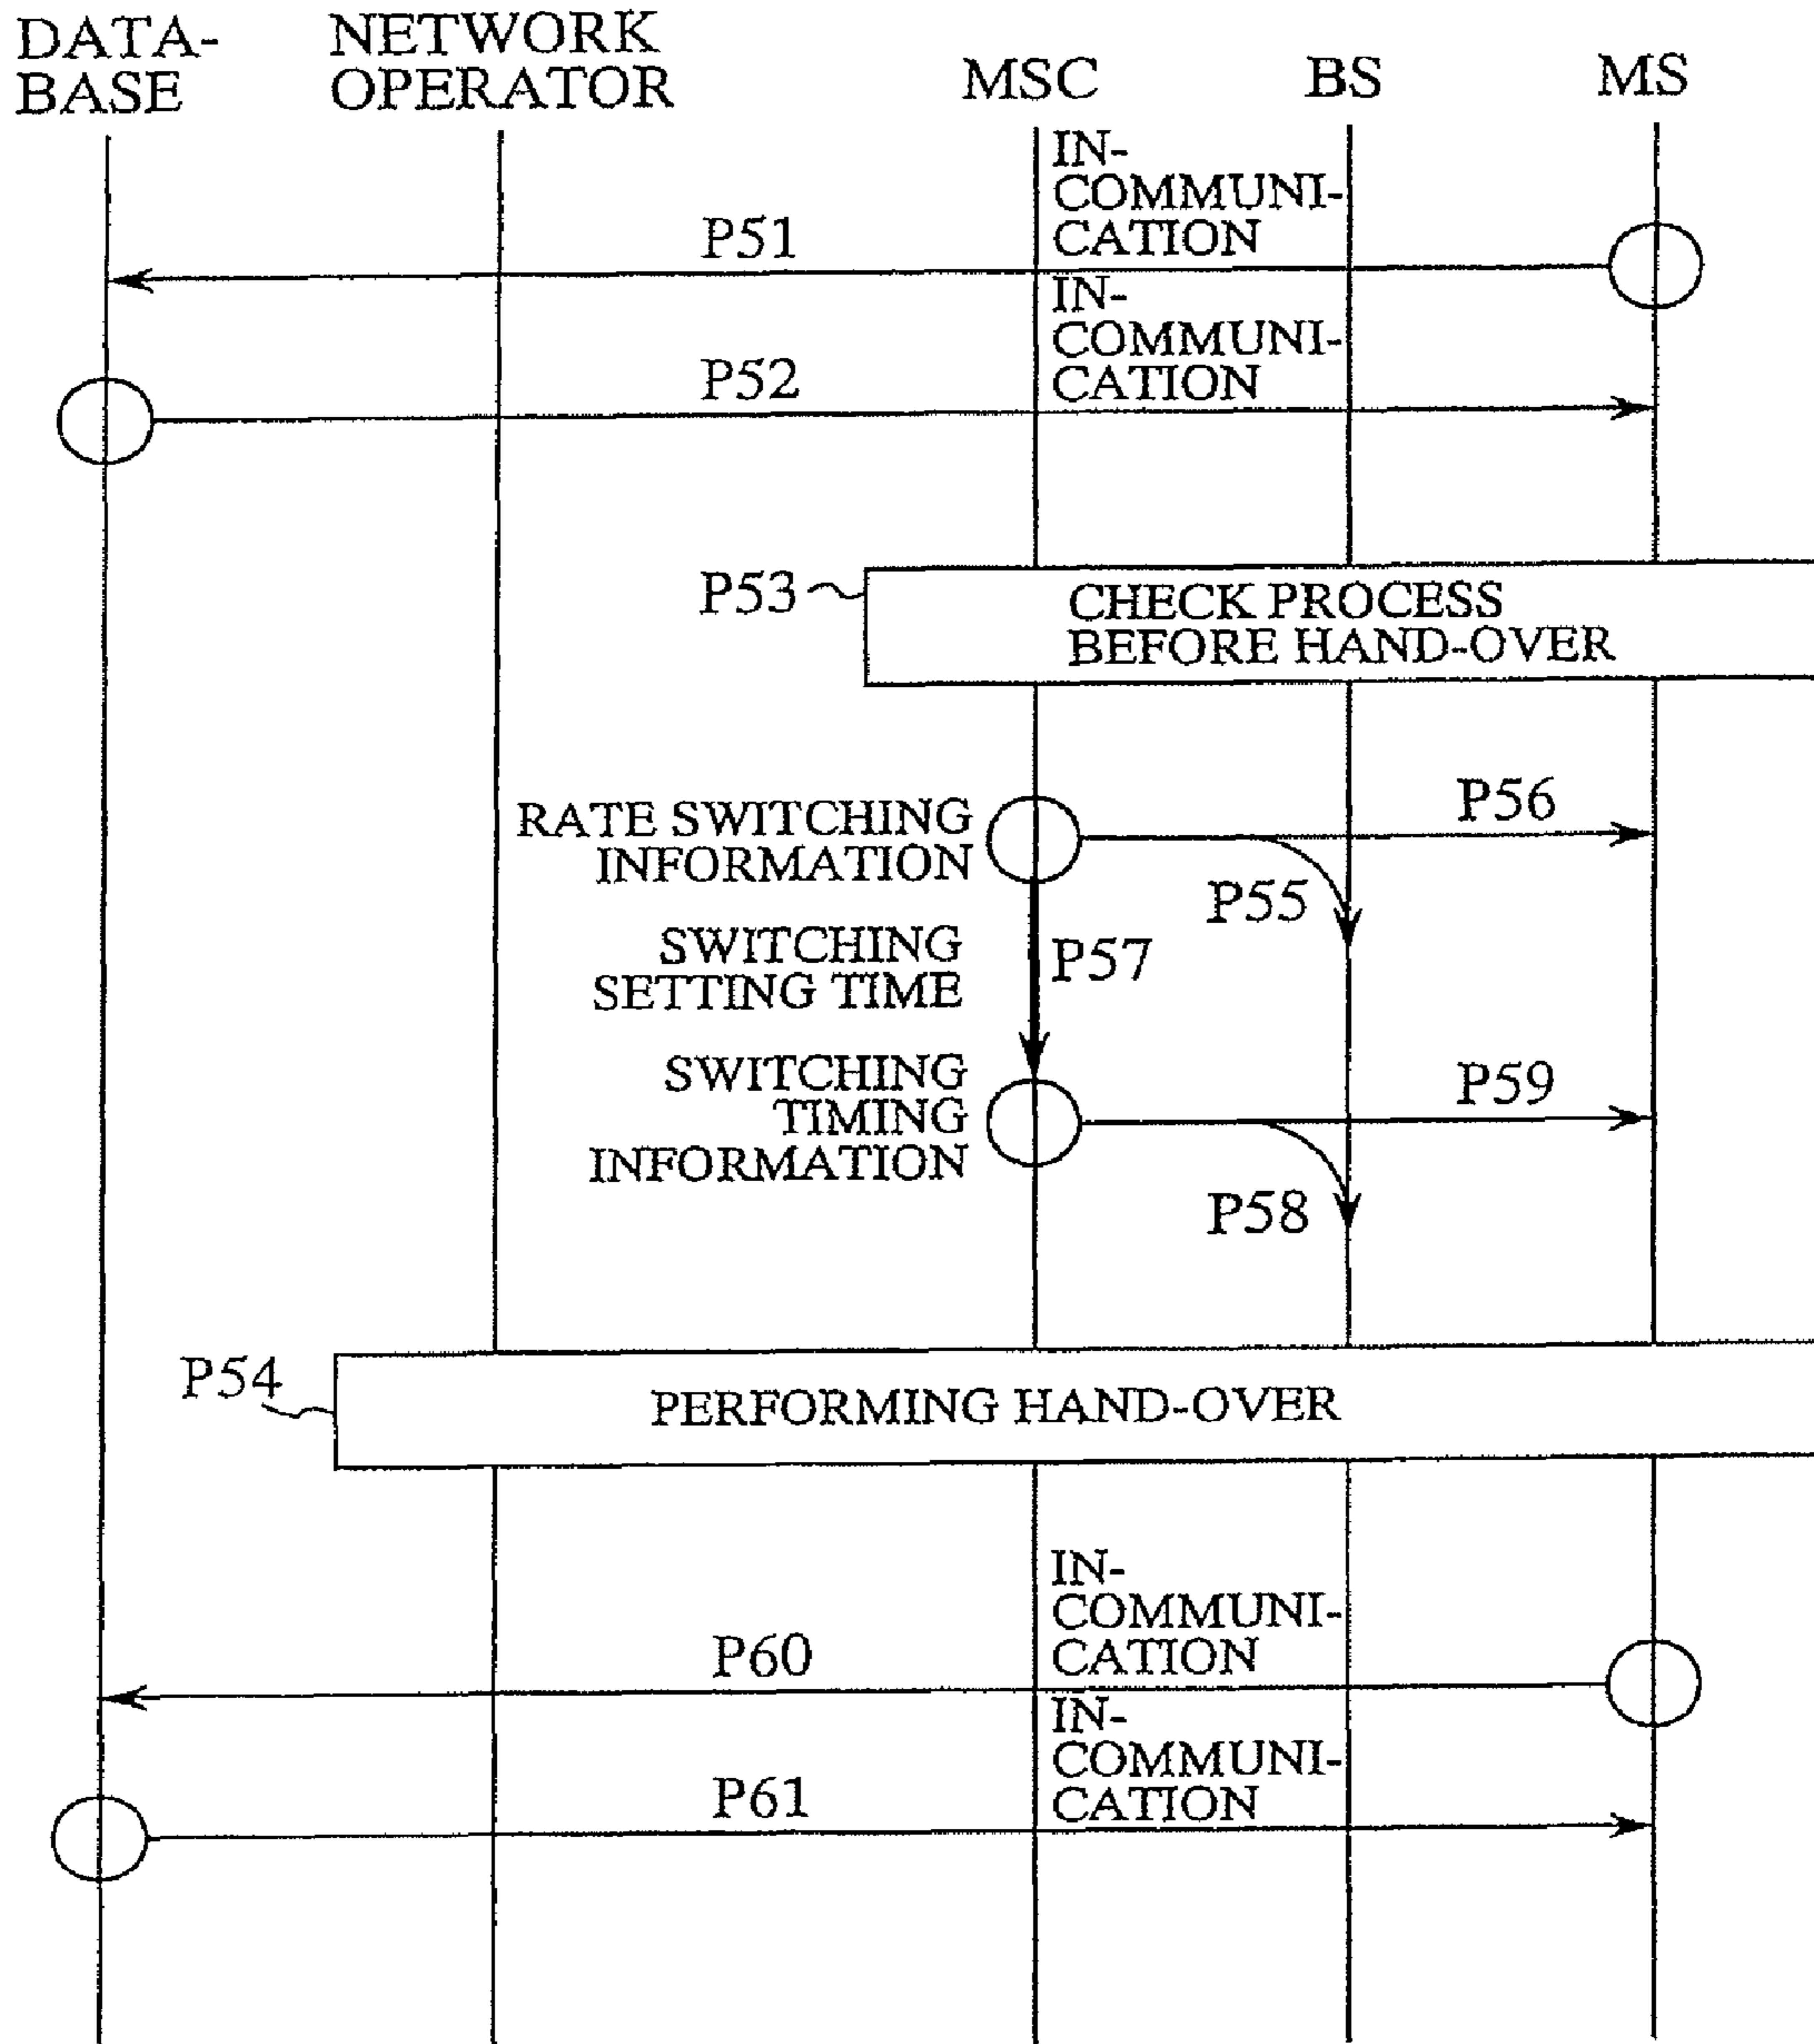 DATA-
BASE
NETWORK
OPERATOR
MSC
BS
MS
IN-
COMMUNI-
CATION
P51
IN-
COMMUNI-
CATION
P52
P53
CHECK PROCESS
BEFORE HAND-OVER
RATE SWITCHING
INFORMATION
P56
P55
SWITCHING
SETTING TIME
P57
SWITCHING
TIMING
INFORMATION
P59
P58
P54
PERFORMING HAND-OVER
IN-
COMMUNI-
CATION
P60
IN-
COMMUNI-
CATION
P61